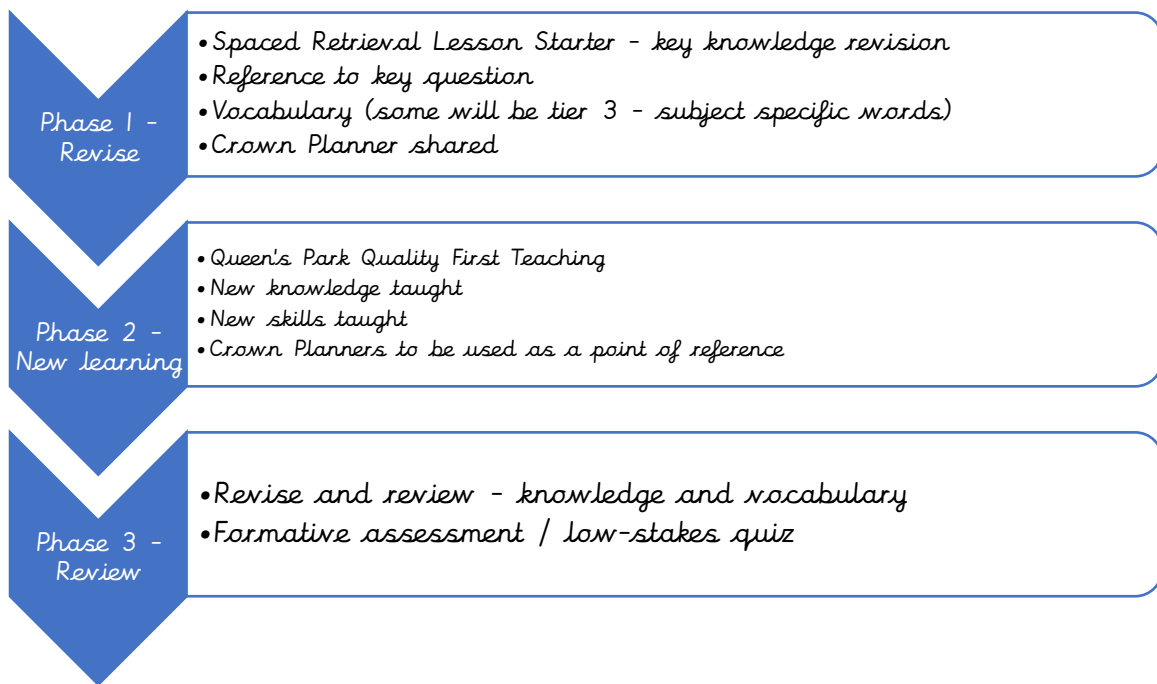 Phase 1 -
Revise
•Spaced Retrieval Lesson Starter - key knowledge revision
•Reference to key question
•Vocabulary (some will be tier 3 - subject specific words)
•Crown Planner shared
Phase 2 -
New learning
•Queen's Park Quality First Teaching
•New knowledge taught
•New skills taught
•Crown Planners to be used as a point of reference
Phase 3 -
Review
•Revise and review - knowledge and vocabulary
•Formative assessment / low-stakes quiz